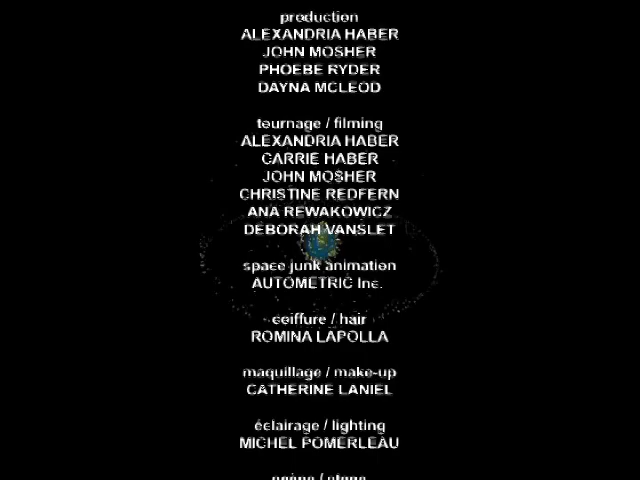 production
ALEXANDRIA HABER
JOHN MOSHER
PHOEBE RYDER
DAYNA MCLEOD
tournage / filming
ALEXANDRIA HABER
CARRIE HABER
JOHN MOSHER
CHRISTINE REDFERN
ANA REWAKOWICZ
DEBORAH VANSLET
space junk animation
AUTOMETRIC Inc.
coiffure / hair
ROMINA LAPOLLA
maquillage / make-up
CATHERINE LANIEL
éclairage / lighting
MICHEL POMERLEAU